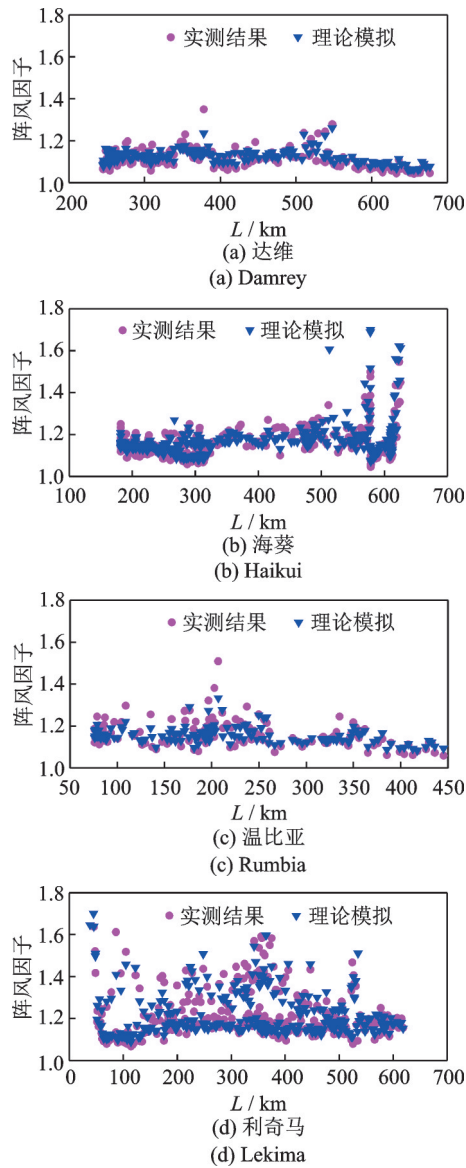 1.8
实测结果 理论模拟
1.6
1.4
1.2
1.0
阵风因子
200 300 400 500 600 700
L / km
(a) 达维
(a) Damrey
1.8
实测结果 理论模拟
1.6
1.4
1.2
1.0
阵风因子
100 200 300 400 500 600 700
L / km
(b) 海葵
(b) Haikui
1.8
实测结果 理论模拟
1.6
1.4
1.2
1.0
阵风因子
50 100 150 200 250 300 350 400 450
L / km
(c) 温比亚
(c) Rumbia
1.8
实测结果 理论模拟
1.6
1.4
1.2
1.0
阵风因子
0 100 200 300 400 500 600 700
L / km
(d) 利奇马
(d) Lekima